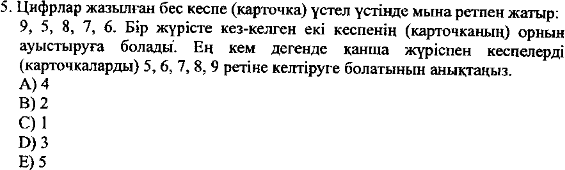 5. Цифрлар жазылған бес кеспе (карточка) үстел үстінде мына ретпен жатыр:
9, 5, 8, 7, 6. Бір жүрісте кез-келген екі кеспенің (карточканың) орнын
ауыстыруға болады. Ең кем дегенде қанша жүріспен кеспелерді
(карточкаларды) 5, 6, 7, 8, 9 ретіне келтіруге болатынын анықтаңыз.
A) 4
B) 2
C) 1
D) 3
E) 5